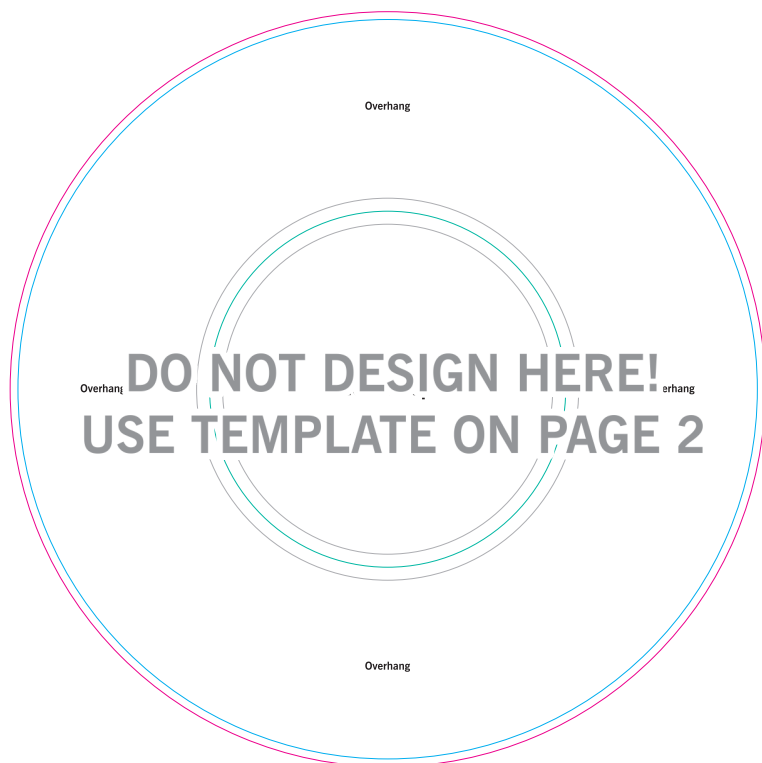 Overhang
Overhang
DO NOT DESIGN HERE!
erhang
USE TEMPLATE ON PAGE 2
Overhang